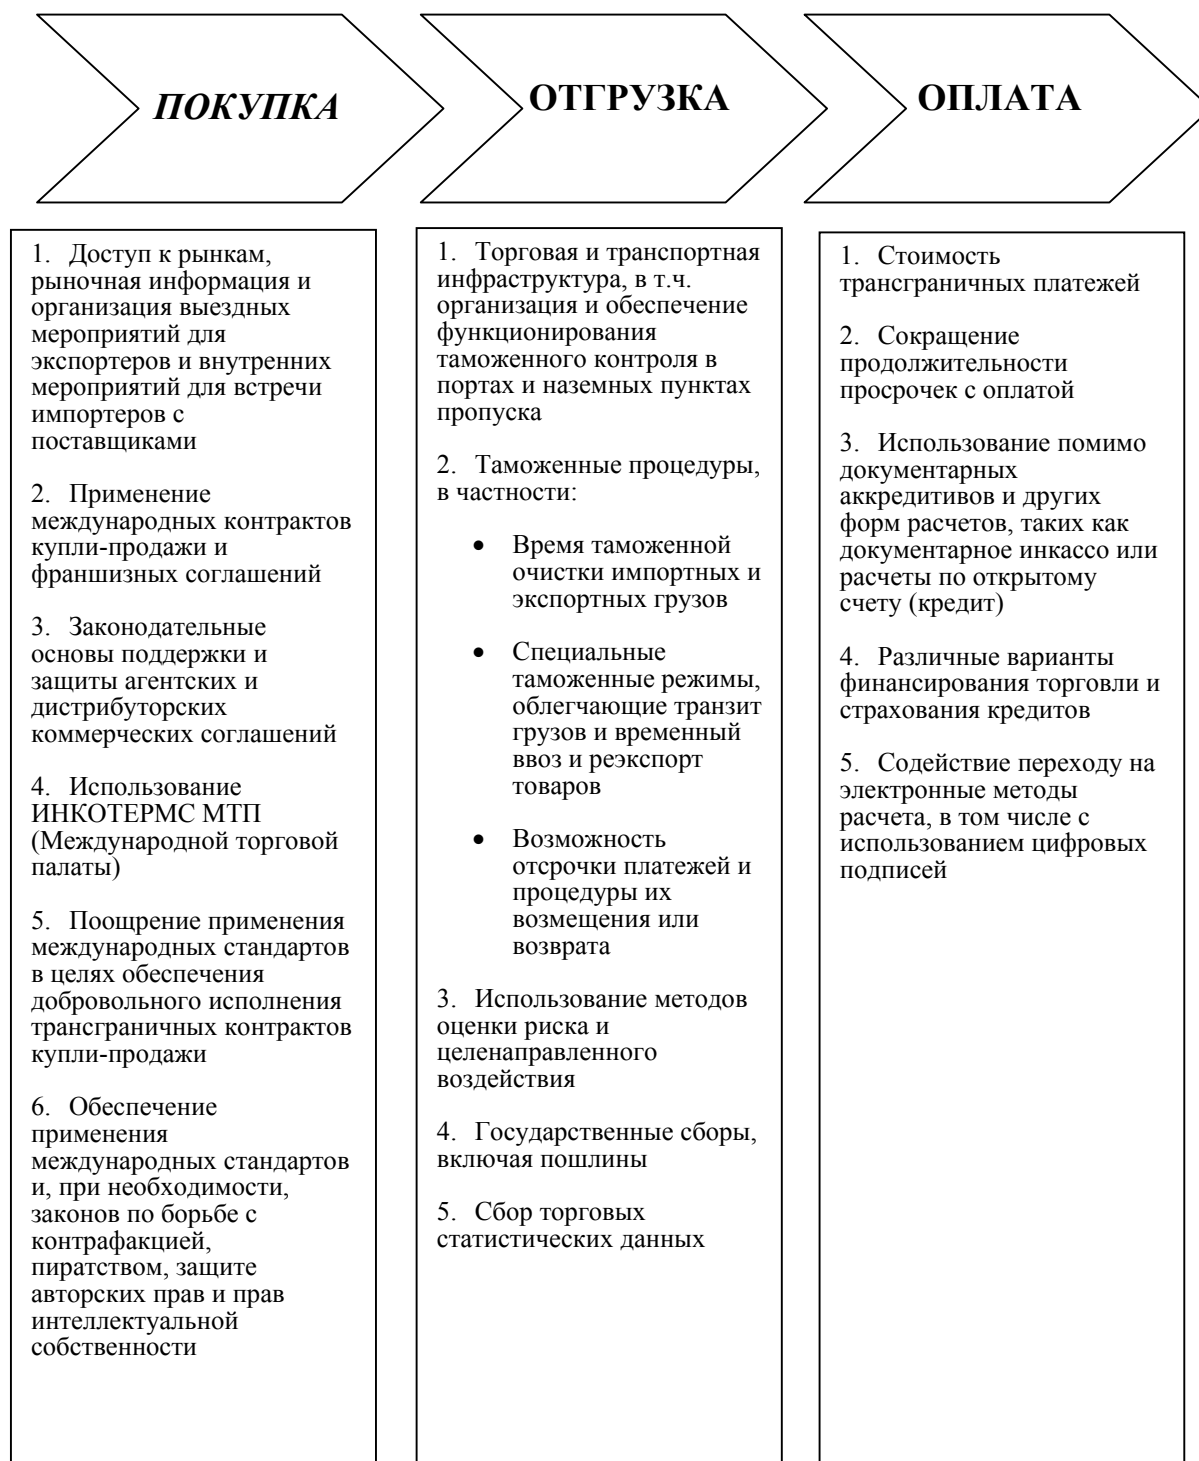 ПОКУПКА
ОТГРУЗКА
ОПЛАТА
1. Доступ к рынкам,
рыночная информация и
организация выездных
мероприятий для
экспортеров и внутренних
мероприятий для встречи
импортеров с
поставщиками
2. Применение
международных контрактов
купли-продажи и
франшизных соглашений
3. Законодательные
основы поддержки и
защиты агентских и
дистрибуторских
коммерческих соглашений
4. Использование
ИНКОТЕРМС МТП
(Международной торговой
палаты)
5. Поощрение применения
международных стандартов
в целях обеспечения
добровольного исполнения
трансграничных контрактов
купли-продажи
6. Обеспечение
применения
международных стандартов
и, при необходимости,
законов по борьбе с
контрафакцией,
пиратством, защите
авторских прав и прав
интеллектуальной
собственности
1. Торговая и транспортная
инфраструктура, в т.ч.
организация и обеспечение
функционирования
таможенного контроля в
портах и наземных пунктах
пропуска
2. Таможенные процедуры,
в частности:
• Время таможенной
очистки импортных и
экспортных грузов
• Специальные
таможенные режимы,
облегчающие транзит
грузов и временный
ввоз и реэкспорт
товаров
• Возможность
отсрочки платежей и
процедуры их
возмещения или
возврата
3. Использование методов
оценки риска и
целенаправленного
воздействия
4. Государственные сборы,
включая пошлины
5. Сбор торговых
статистических данных
1. Стоимость
трансграничных платежей
2. Сокращение
продолжительности
просрочек с оплатой
3. Использование помимо
документарных
аккредитивов и других
форм расчетов, таких как
документарное инкассо или
расчеты по открытому
счету (кредит)
4. Различные варианты
финансирования торговли и
страхования кредитов
5. Содействие переходу на
электронные методы
расчета, в том числе с
использованием цифровых
подписей